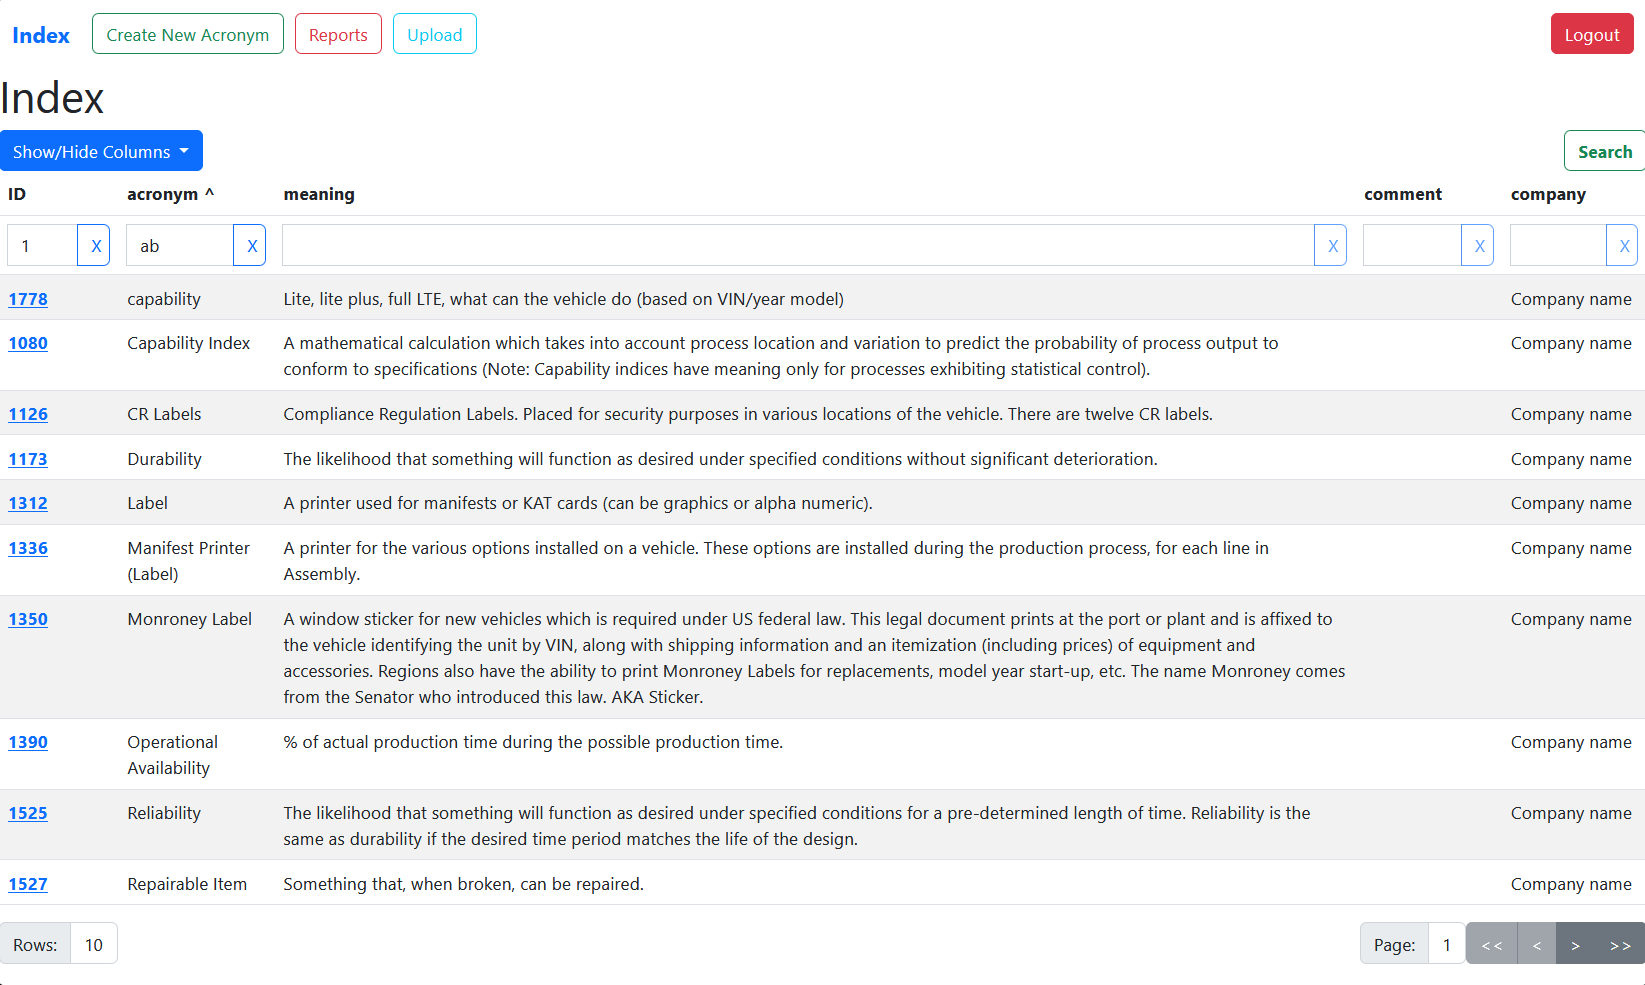 Index Create New Acronym Reports Upload Logout
Index
Show/Hide Columns Search
ID acronym ^ meaning comment company
1 X ab X X X X
1778 capability Lite, lite plus, full LTE, what can the vehicle do (based on VIN/year model) Company name
1080 Capability Index A mathematical calculation which takes into account process location and variation to predict the probability of process output to Company name
conform to specifications (Note: Capability indices have meaning only for processes exhibiting statistical control).
1126 CR Labels Compliance Regulation Labels. Placed for security purposes in various locations of the vehicle. There are twelve CR labels. Company name
1173 Durability The likelihood that something will function as desired under specified conditions without significant deterioration. Company name
1312 Label A printer used for manifests or KAT cards (can be graphics or alpha numeric). Company name
1336 Manifest Printer A printer for the various options installed on a vehicle. These options are installed during the production process, for each line in Company name
(Label) Assembly.
1350 Monroney Label A window sticker for new vehicles which is required under US federal law. This legal document prints at the port or plant and is affixed to Company name
the vehicle identifying the unit by VIN, along with shipping information and an itemization (including prices) of equipment and
accessories. Regions also have the ability to print Monroney Labels for replacements, model year start-up, etc. The name Monroney comes
from the Senator who introduced this law. AKA Sticker.
1390 Operational % of actual production time during the possible production time. Company name
Availability
1525 Reliability The likelihood that something will function as desired under specified conditions for a pre-determined length of time. Reliability is the Company name
same as durability if the desired time period matches the life of the design.
1527 Repairable Item Something that, when broken, can be repaired. Company name
Rows: 10 Page: 1 << < > >>